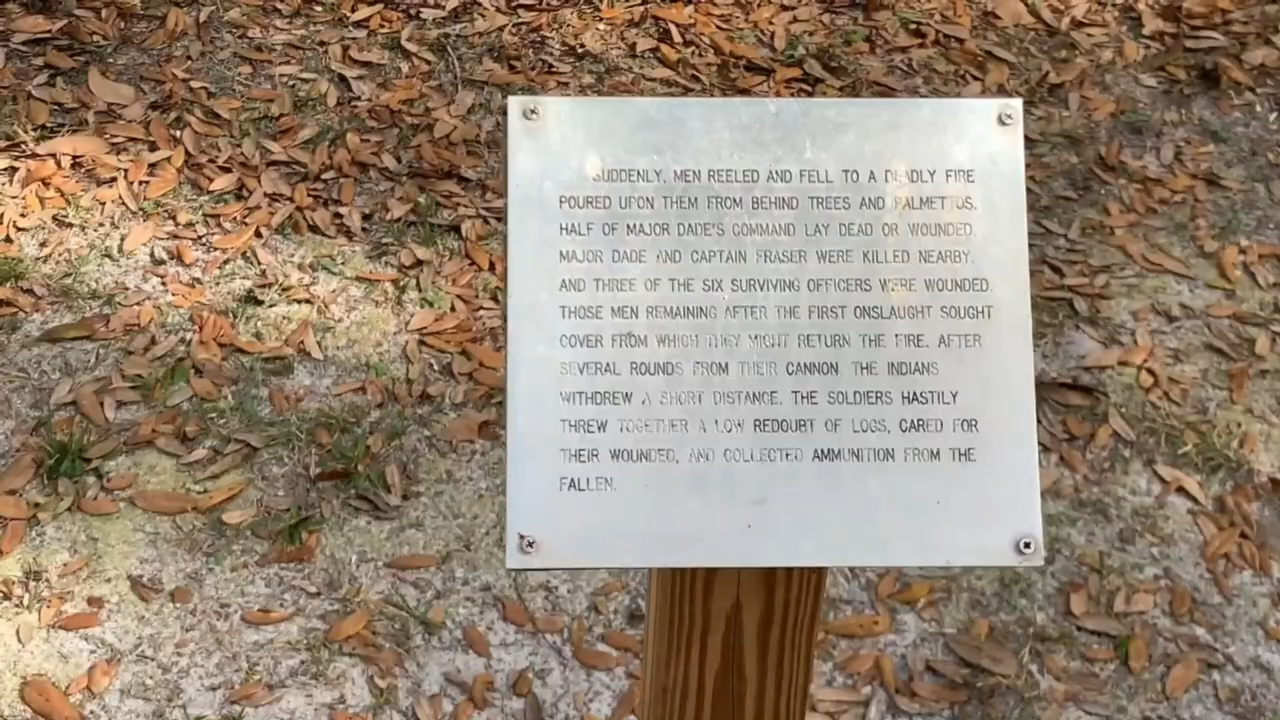 SUDDENLY, MEN REELED AND FELL TO A DEADLY FIRE
POURED UPON THEM FROM BEHIND TREES AND PALMETTOS.
HALF OF MAJOR DADE'S COMMAND LAY DEAD OR WOUNDED.
MAJOR DADE AND CAPTAIN FRASER WERE KILLED NEARBY,
AND THREE OF THE SIX SURVIVING OFFICERS WERE WOUNDED.
THOSE MEN REMAINING AFTER THE FIRST ONSLAUGHT SOUGHT
COVER FROM WHICH THEY MIGHT RETURN THE FIRE. AFTER
SEVERAL ROUNDS FROM THEIR CANNON, THE INDIANS
WITHDREW A SHORT DISTANCE. THE SOLDIERS HASTILY
THREW TOGETHER A LOW REDOUBT OF LOGS, CARED FOR
THEIR WOUNDED, AND COLLECTED AMMUNITION FROM THE
FALLEN.